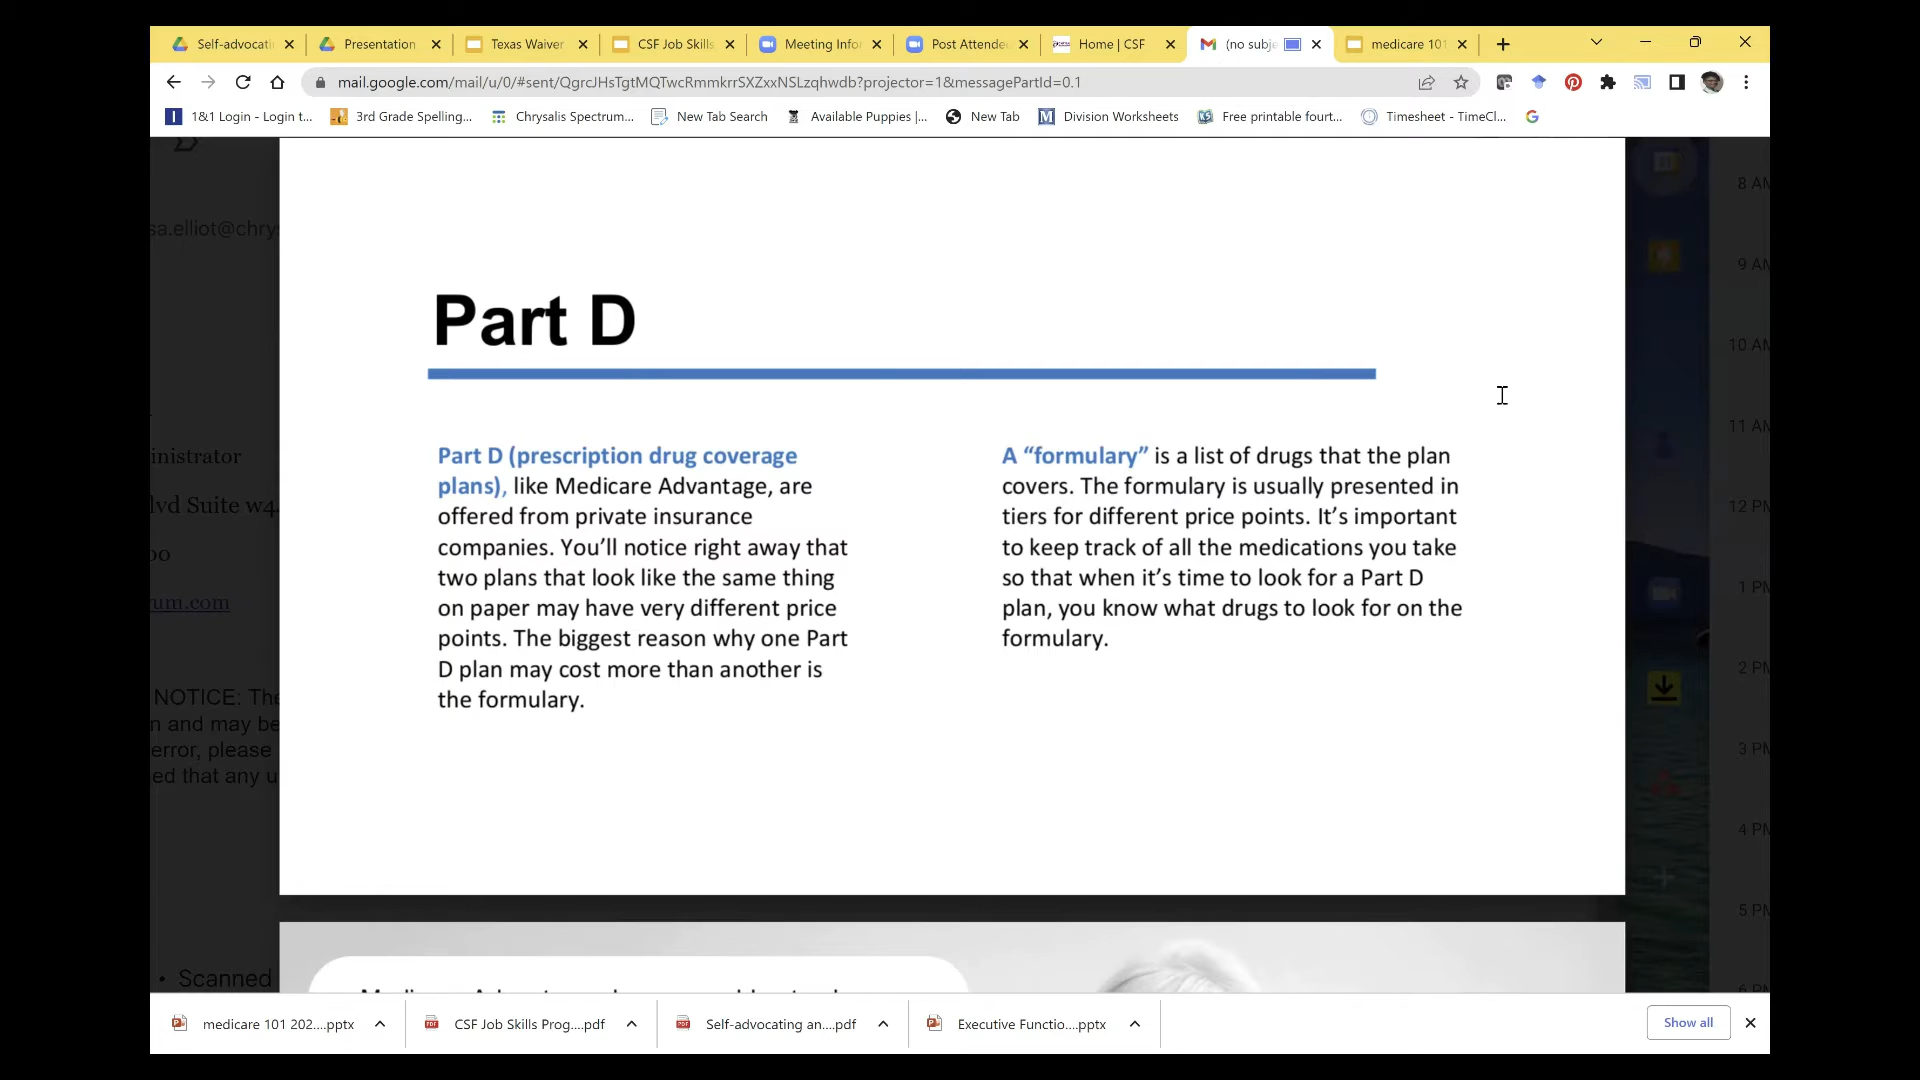 Self-advocati
Presentation
Texas Waiver
CSF Job Skills
Meeting Info
Post Attende
Home | CSF
(no subje
medicare 101
mail.google.com/mail/u/0/#sent/QgrcJHsTgtMQTwcRmmkrrSXZxxNSLzqhwdb?projector=1&messagePartId=0.1
1&1 Login - Login t...
3rd Grade Spelling...
Chrysalis Spectrum...
New Tab Search
Available Puppies |...
New Tab
Division Worksheets
Free printable fourt...
Timesheet - TimeCl...
sa.elliot@chrys
inistrator
lvd Suite w4
00
um.com
NOTICE: The
n and may be
error, please
ed that any u
• Scanned
Part D
Part D (prescription drug coverage
plans), like Medicare Advantage, are
offered from private insurance
companies. You’ll notice right away that
two plans that look like the same thing
on paper may have very different price
points. The biggest reason why one Part
D plan may cost more than another is
the formulary.
A “formulary” is a list of drugs that the plan
covers. The formulary is usually presented in
tiers for different price points. It’s important
to keep track of all the medications you take
so that when it’s time to look for a Part D
plan, you know what drugs to look for on the
formulary.
8 AM
9 AM
10 AM
11 AM
12 PM
1 PM
2 PM
3 PM
4 PM
5 PM
6 PM
medicare 101 202....pptx
CSF Job Skills Prog....pdf
Self-advocating an....pdf
Executive Functio....pptx
Show all